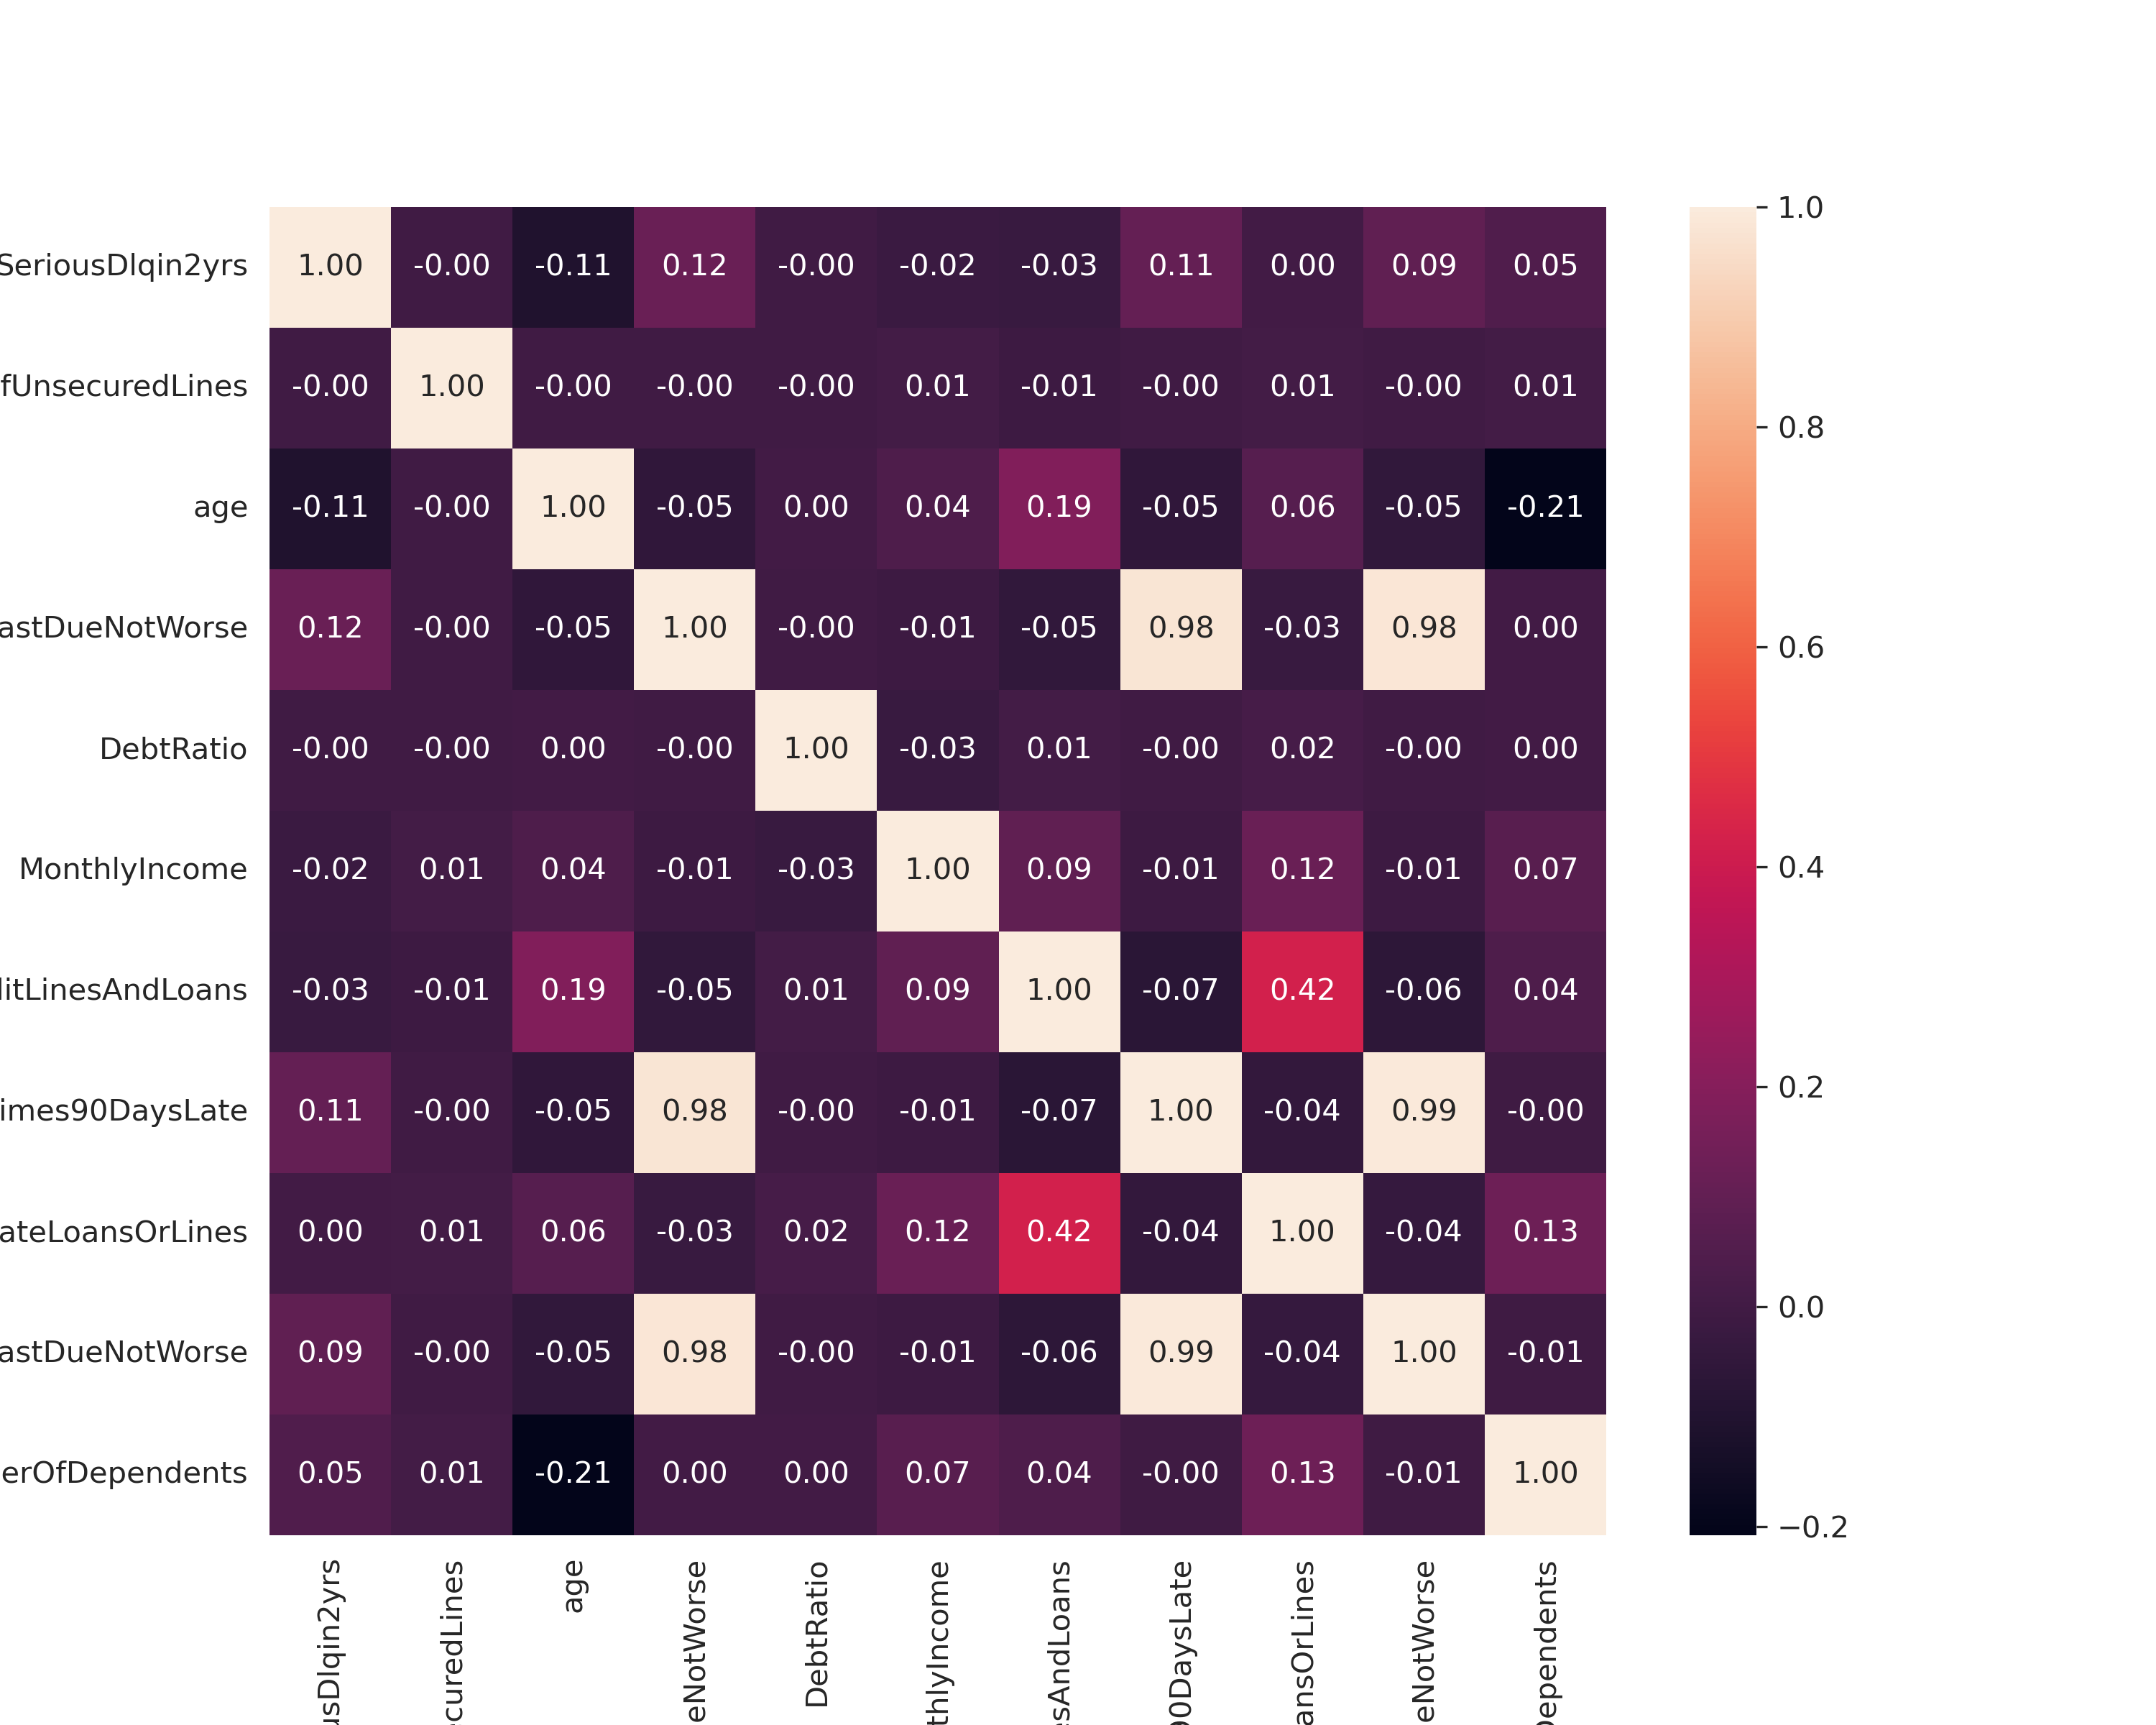 1.0
SeriousDlqin2yrs 1.00 -0.00 -0.11 0.12 -0.00 -0.02 -0.03 0.11 0.00 0.09 0.05
fUnsecuredLines -0.00 1.00 -0.00 -0.00 -0.00 0.01 -0.01 -0.00 0.01 -0.00 0.01
0.8
age -0.11 -0.00 1.00 -0.05 0.00 0.04 0.19 -0.05 0.06 -0.05 -0.21
astDueNotWorse 0.12 -0.00 -0.05 1.00 -0.00 -0.01 -0.05 0.98 -0.03 0.98 0.00
0.6
DebtRatio -0.00 -0.00 0.00 -0.00 1.00 -0.03 0.01 -0.00 0.02 -0.00 0.00
MonthlyIncome -0.02 0.01 0.04 -0.01 -0.03 1.00 0.09 -0.01 0.12 -0.01 0.07
0.4
litLinesAndLoans -0.03 -0.01 0.19 -0.05 0.01 0.09 1.00 -0.07 0.42 -0.06 0.04
0.2
imes90DaysLate 0.11 -0.00 -0.05 0.98 -0.00 -0.01 -0.07 1.00 -0.04 0.99 -0.00
ateLoansOrLines 0.00 0.01 0.06 -0.03 0.02 0.12 0.42 -0.04 1.00 -0.04 0.13
0.0
astDueNotWorse 0.09 -0.00 -0.05 0.98 -0.00 -0.01 -0.06 0.99 -0.04 1.00 -0.01
erOfDependents 0.05 0.01 -0.21 0.00 0.00 0.07 0.04 -0.00 0.13 -0.01 1.00
−0.2
usDlqin2yrs
curedLines
age
eNotWorse
DebtRatio
thlyIncome
esAndLoans
90DaysLate
ansOrLines
eNotWorse
Dependents